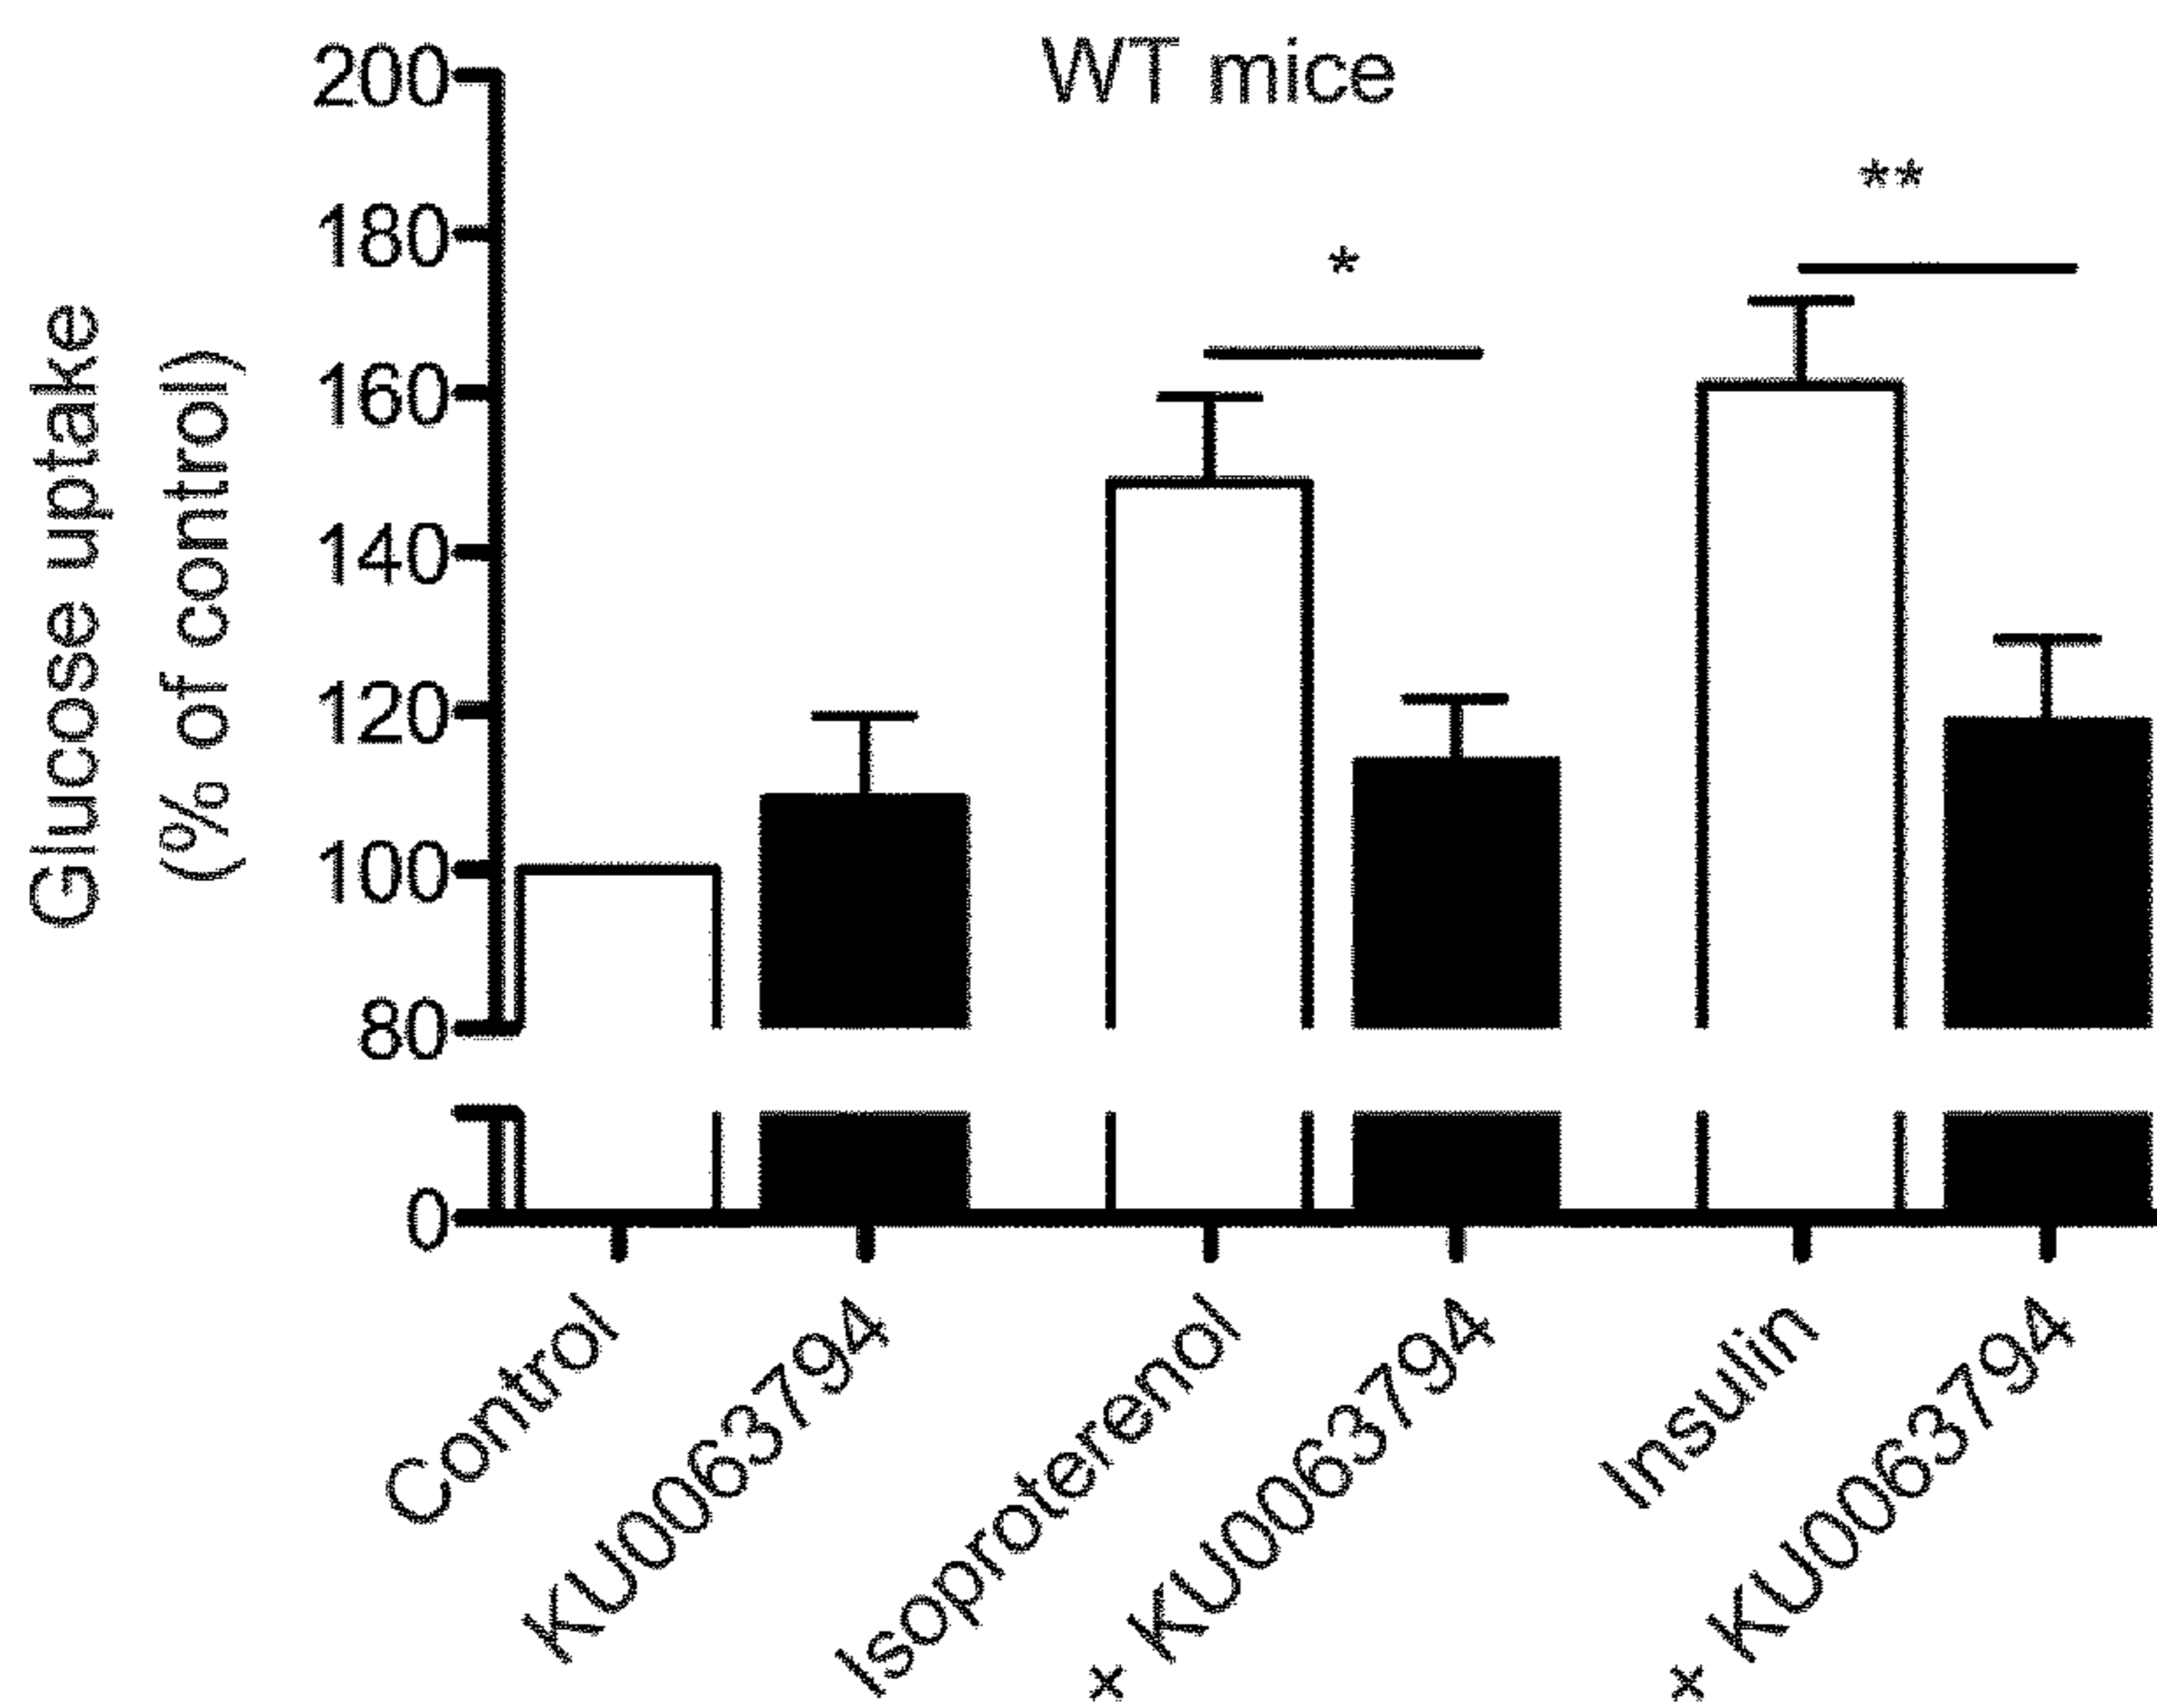 WT mice
Glucose uptake
(% of control)
200
180
160
140
120
100
80
0
*
**
Control
KU0063794
Isoproterenol
+ KU0063794
Insulin
+ KU0063794